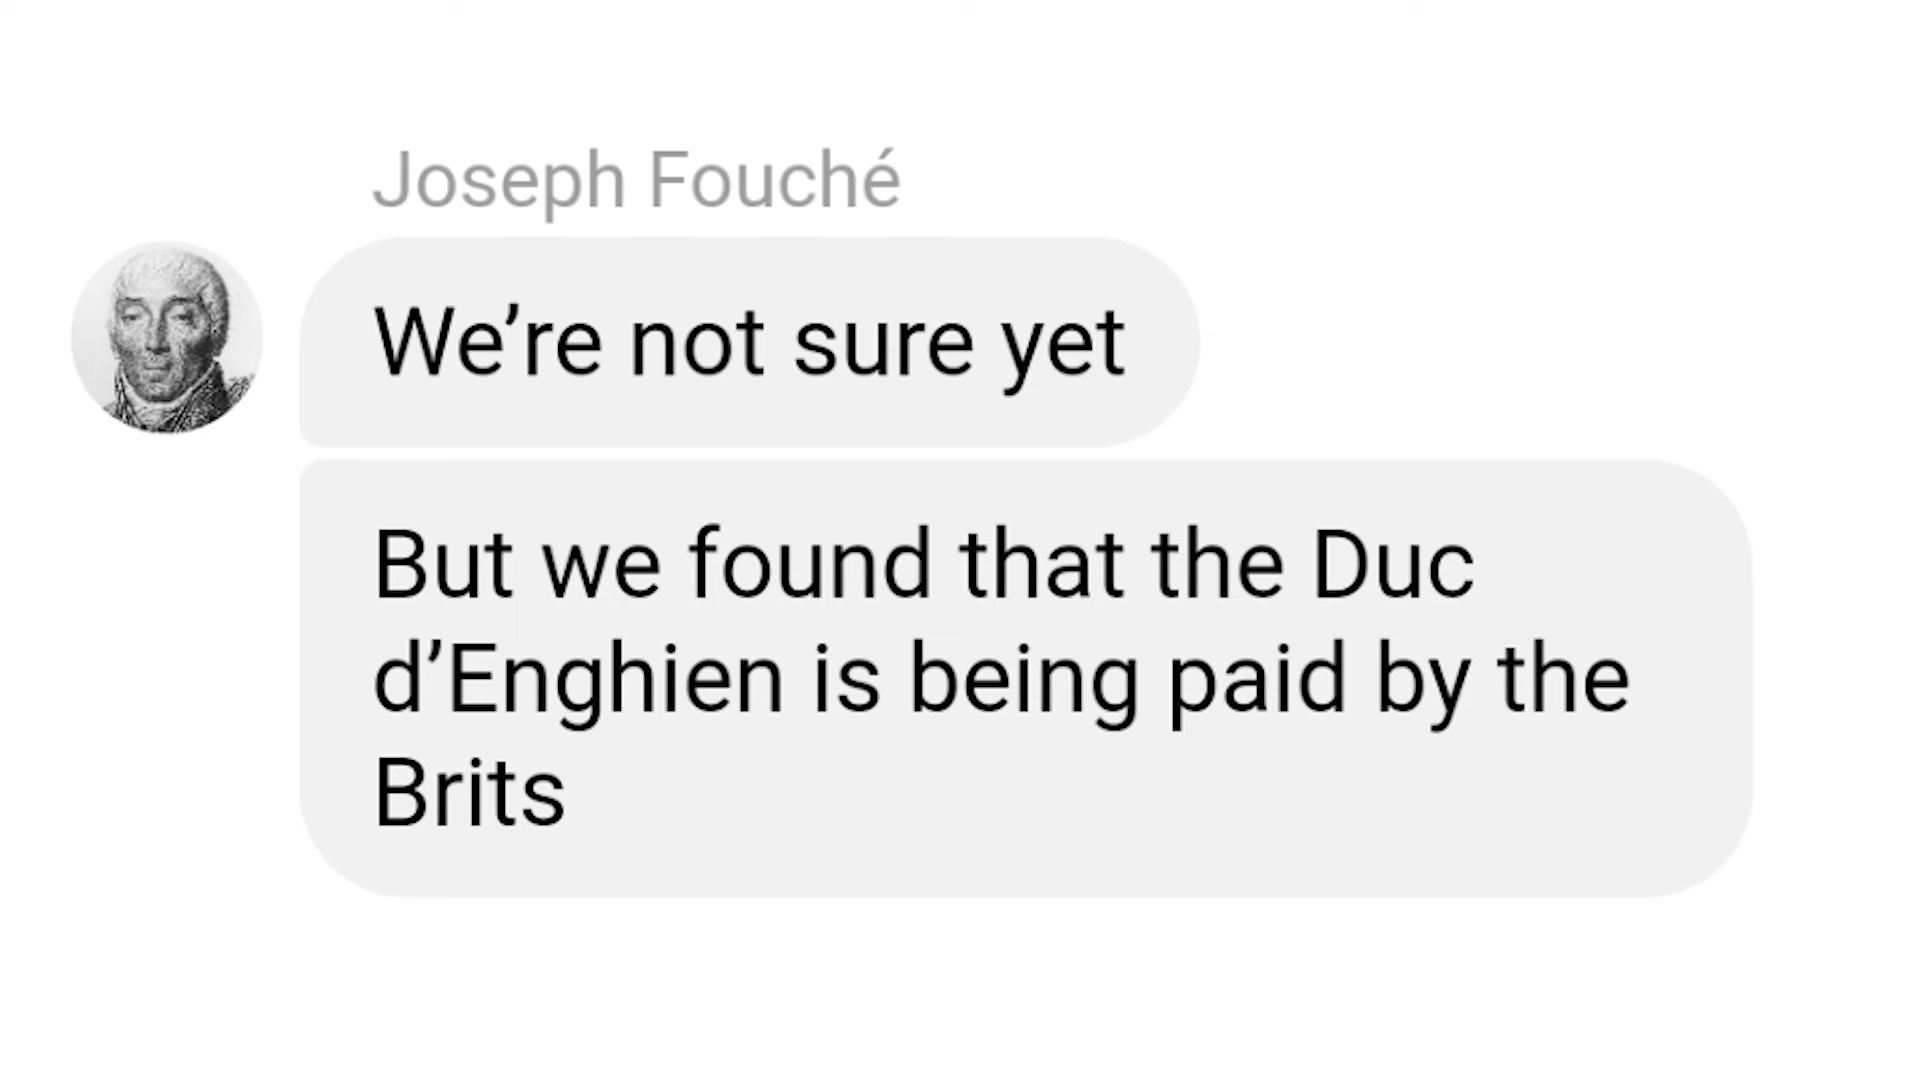 Joseph Fouché
We’re not sure yet
But we found that the Duc
d’Enghien is being paid by the
Brits